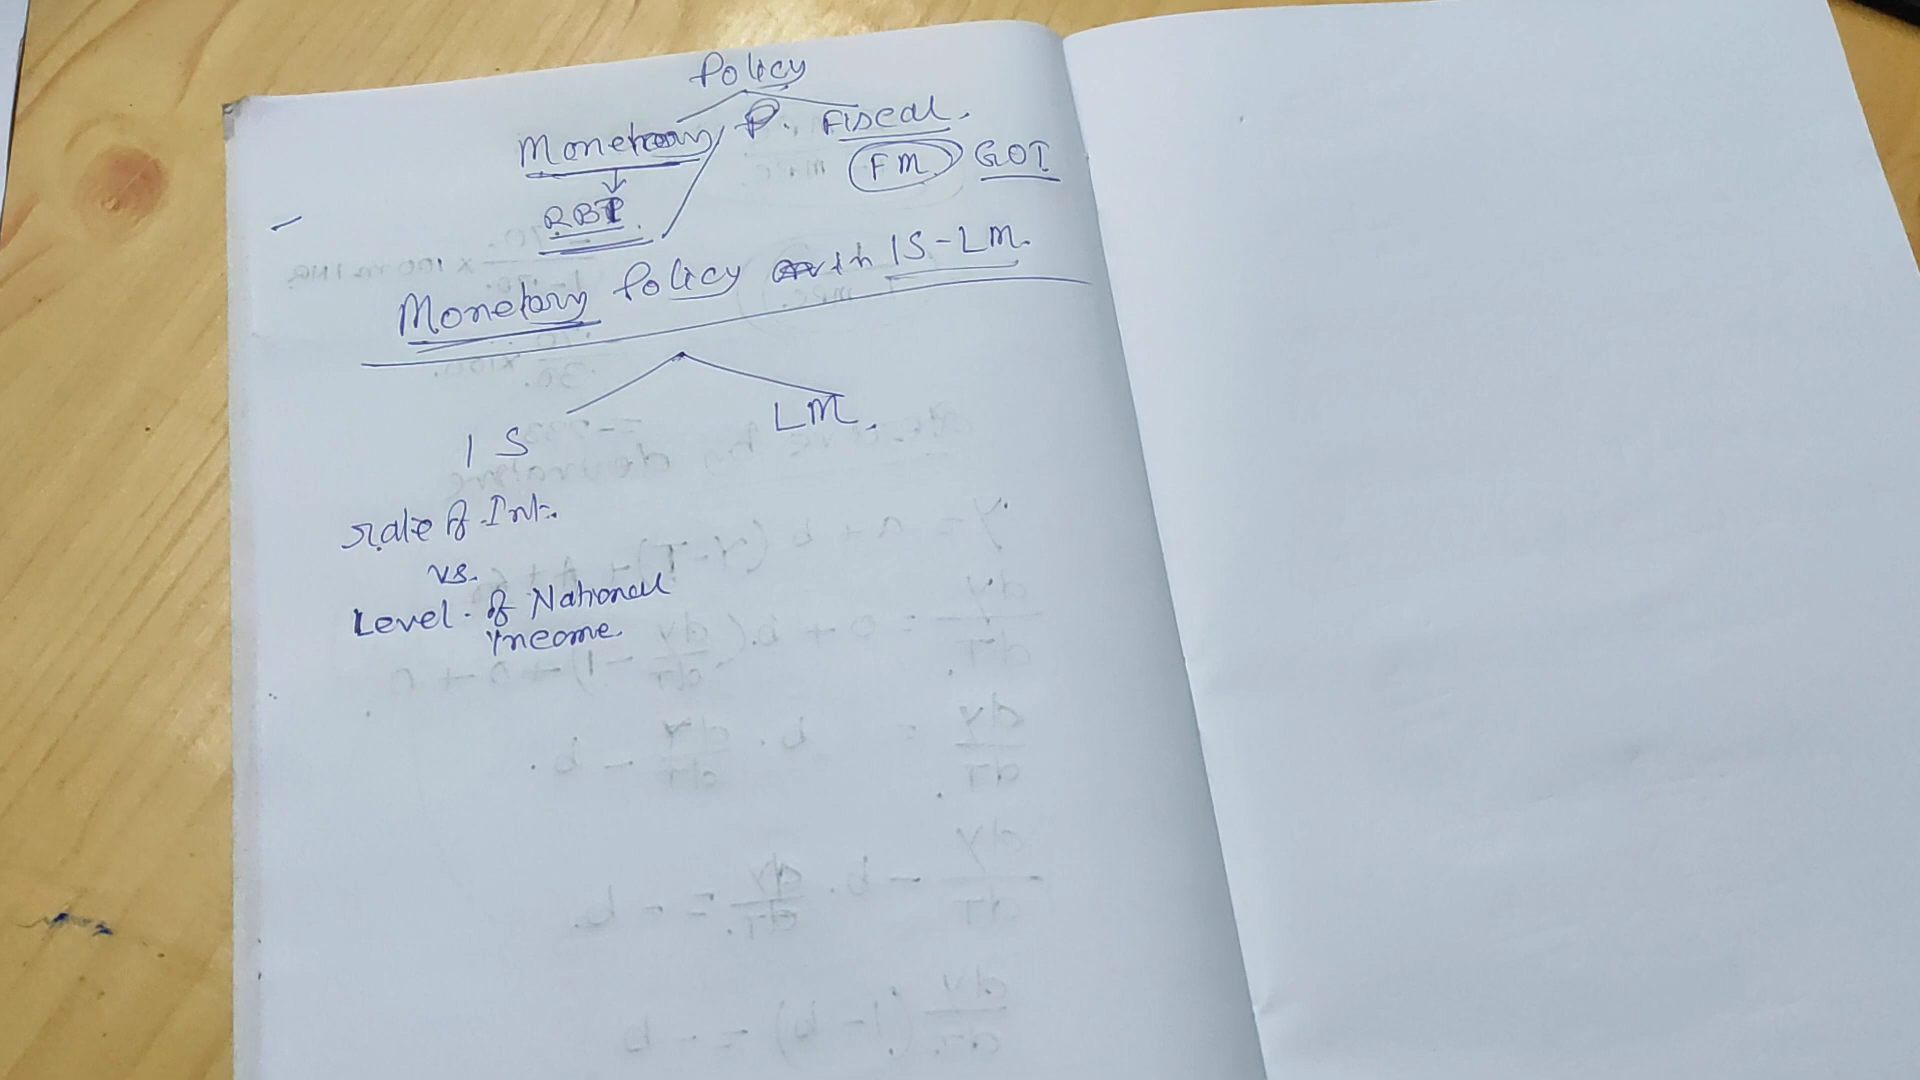 Policy
Monetary P. Fiscal.
FM GOI
RBI
Monetary Policy with IS-LM.
IS LM.
rate of Int.
vs.
Level of National
Income